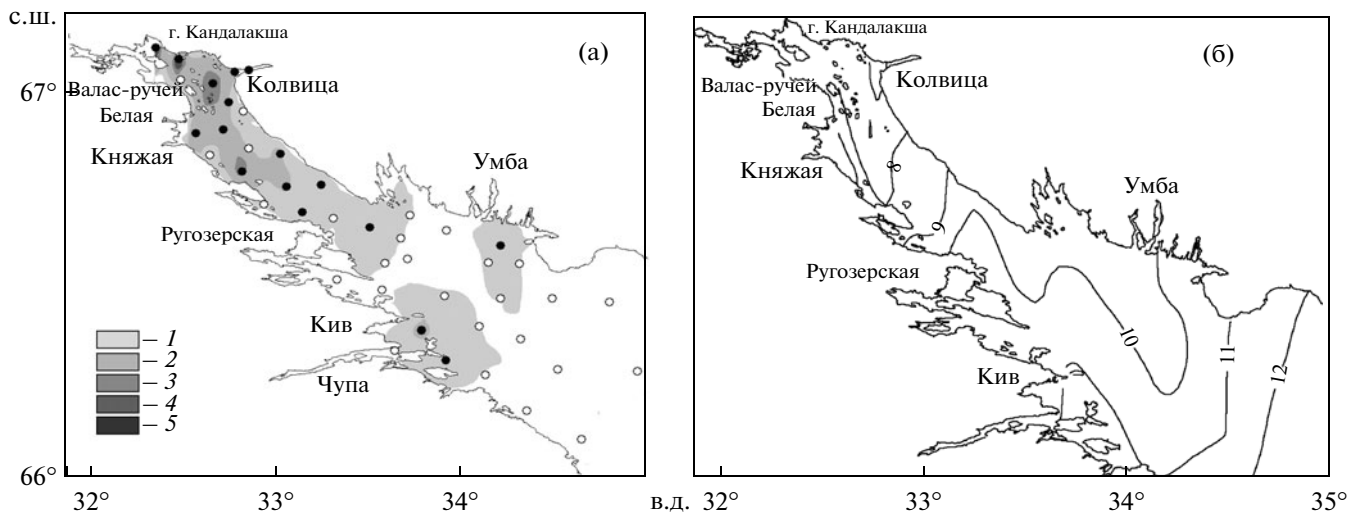 с.ш.
г. Кандалакша
(а)
67°
Колвица
Валас-ручей
Белая
Княжая
Умба
Ругозерская
Кив
Чупа
– 1
– 2
– 3
– 4
– 5
66°
32°
33°
34°
в.д.
г. Кандалакша
(б)
Колвица
Валас-ручей
Белая
Княжая
Умба
Ругозерская
Кив
8
9
10
11
12
32°
33°
34°
35°